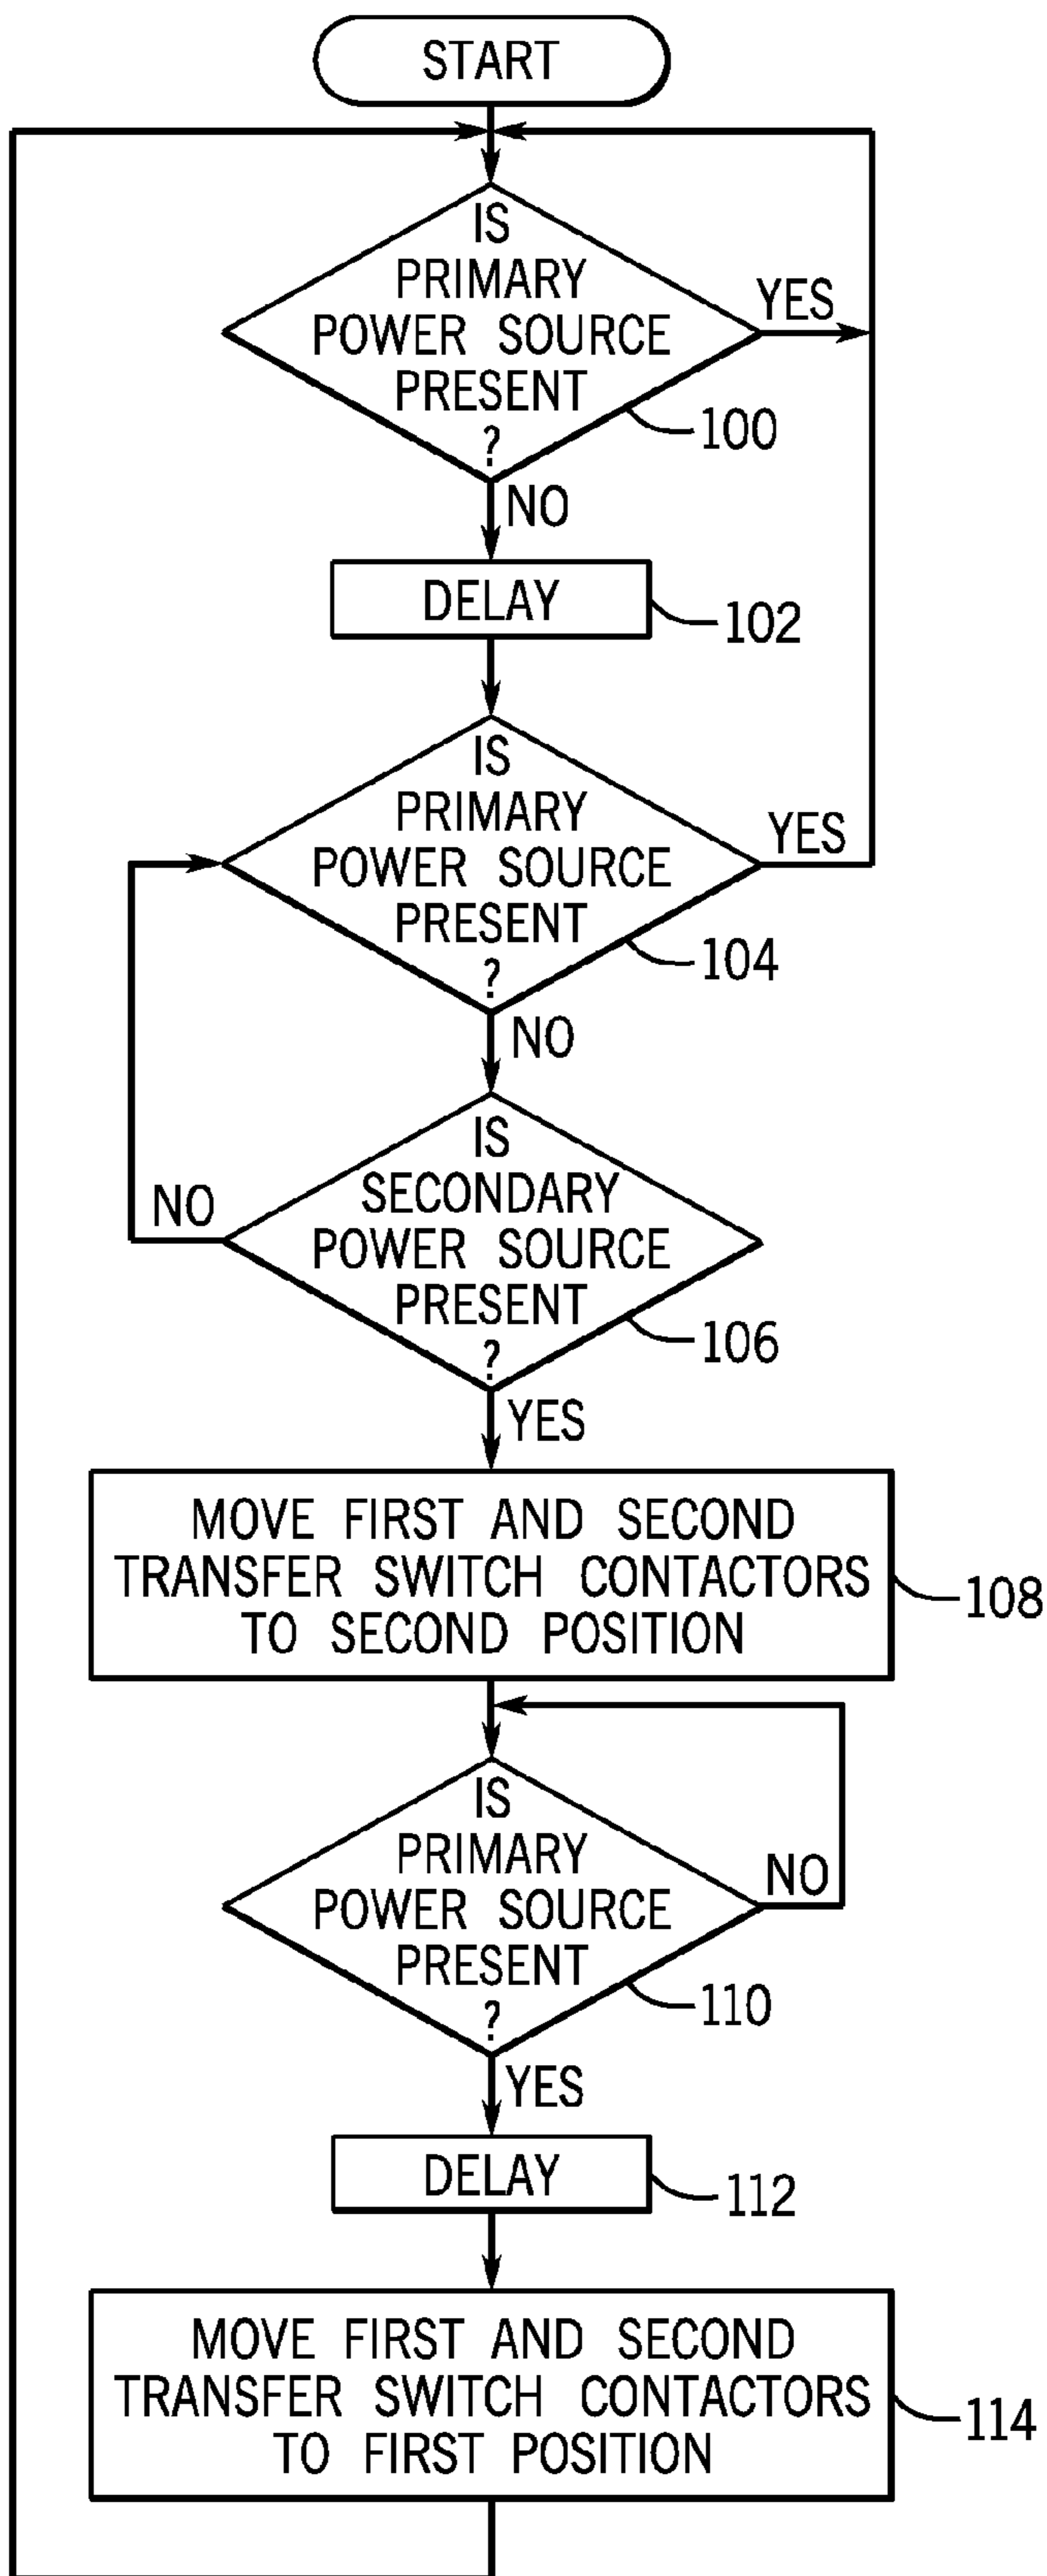 START
IS
PRIMARY
POWER SOURCE
PRESENT
?
YES
100
NO
DELAY
102
IS
PRIMARY
POWER SOURCE
PRESENT
?
YES
104
NO
IS
SECONDARY
POWER SOURCE
PRESENT
?
NO
106
YES
MOVE FIRST AND SECOND
TRANSFER SWITCH CONTACTORS
TO SECOND POSITION
108
IS
PRIMARY
POWER SOURCE
PRESENT
?
NO
110
YES
DELAY
112
MOVE FIRST AND SECOND
TRANSFER SWITCH CONTACTORS
TO FIRST POSITION
114